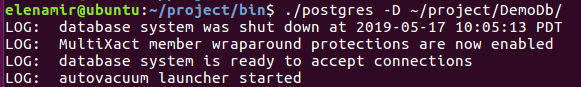 elenamir@ubuntu:~/project/bin$ ./postgres -D ~/project/DemoDb/
LOG:  database system was shut down at 2019-05-17 10:05:13 PDT
LOG:  MultiXact member wraparound protections are now enabled
LOG:  database system is ready to accept connections
LOG:  autovacuum launcher started